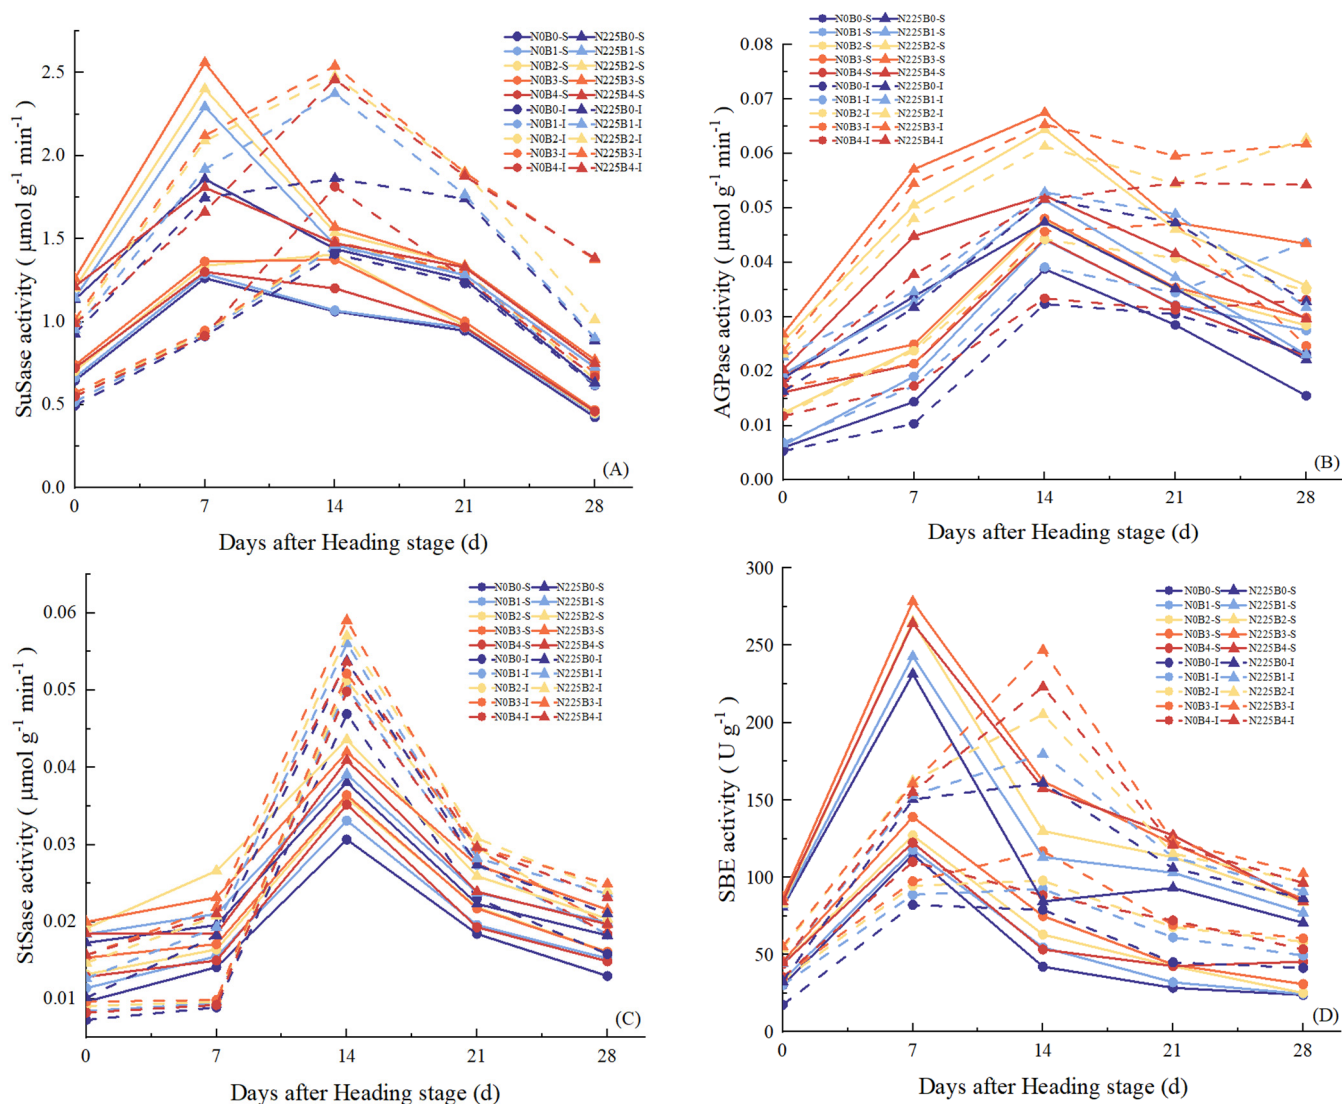 N0B0-S N225B0-S
N0B1-S N225B1-S
N0B2-S N225B2-S
N0B3-S N225B3-S
N0B4-S N225B4-S
N0B0-I N225B0-I
N0B1-I N225B1-I
N0B2-I N225B2-I
N0B3-I N225B3-I
N0B4-I N225B4-I
SuSase activity ( μmol g⁻¹ min⁻¹ )
2.5
2.0
1.5
1.0
0.5
0.0
(A)
0 7 14 21 28
Days after Heading stage (d)
N0B0-S N225B0-S
N0B1-S N225B1-S
N0B2-S N225B2-S
N0B3-S N225B3-S
N0B4-S N225B4-S
N0B0-I N225B0-I
N0B1-I N225B1-I
N0B2-I N225B2-I
N0B3-I N225B3-I
N0B4-I N225B4-I
AGPase activity ( μmol g⁻¹ min⁻¹ )
0.08
0.07
0.06
0.05
0.04
0.03
0.02
0.01
0.00
(B)
0 7 14 21 28
Days after Heading stage (d)
N0B0-S N225B0-S
N0B1-S N225B1-S
N0B2-S N225B2-S
N0B3-S N225B3-S
N0B4-S N225B4-S
N0B0-I N225B0-I
N0B1-I N225B1-I
N0B2-I N225B2-I
N0B3-I N225B3-I
N0B4-I N225B4-I
StSase activity ( μmol g⁻¹ min⁻¹ )
0.06
0.05
0.04
0.03
0.02
0.01
(C)
0 7 14 21 28
Days after Heading stage (d)
N0B0-S N225B0-S
N0B1-S N225B1-S
N0B2-S N225B2-S
N0B3-S N225B3-S
N0B4-S N225B4-S
N0B0-I N225B0-I
N0B1-I N225B1-I
N0B2-I N225B2-I
N0B3-I N225B3-I
N0B4-I N225B4-I
SBE activity ( U g⁻¹ )
300
250
200
150
100
50
0
(D)
0 7 14 21 28
Days after Heading stage (d)